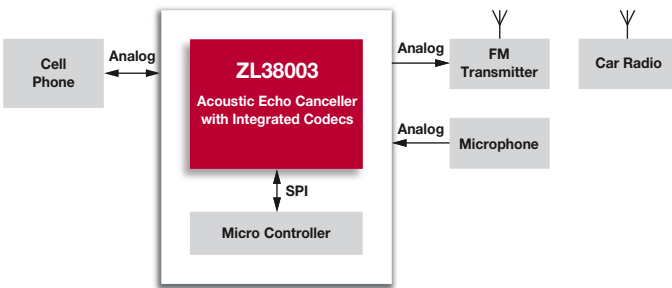 Cell
Phone
Analog
ZL38003
Acoustic Echo Canceller
with Integrated Codecs
SPI
Micro Controller
Analog
FM
Transmitter
Car Radio
Analog
Microphone